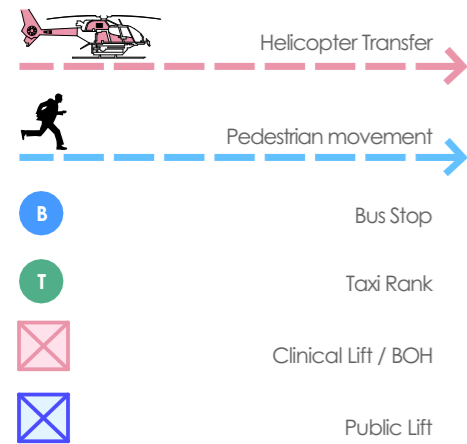 Helicopter Transfer
Pedestrian movement
B Bus Stop
T Taxi Rank
Clinical Lift / BOH
Public Lift